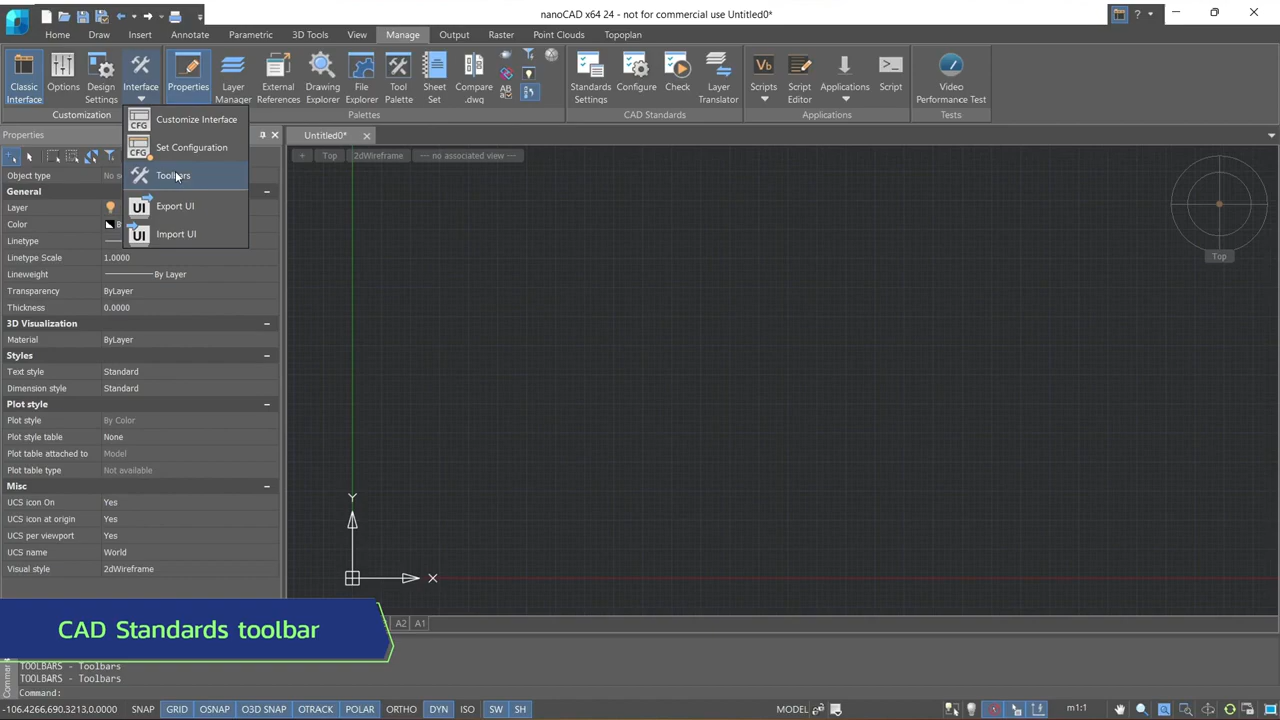 nanoCAD x64 24 - not for commercial use Untitled0*
Home Draw Insert Annotate Parametric 3D Tools View Manage Output Raster Point Clouds Topoplan
Classic Interface Options Design Settings Interface Properties Layer Manager External References Drawing Explorer File Explorer Tool Palette Sheet Set Compare .dwq Standards Settings Configure Check Layer Translator Scripts Script Editor Applications Script Video Performance Test
Customization Palettes CAD Standards Applications Tests
CFG Customize Interface
CFG Set Configuration
Toolbars
UI Export UI
UI Import UI
Properties
Untitled0*
+ Top 2dWireframe --- no associated view ---
Top
Object type
General
Layer
Color
Linetype
Linetype Scale 1.0000
Lineweight By Layer
Transparency ByLayer
Thickness 0.0000
3D Visualization
Material ByLayer
Styles
Text style Standard
Dimension style Standard
Plot style
Plot style By Color
Plot style table None
Plot table attached to Model
Plot table type Not available
Misc
UCS icon On Yes
UCS icon at origin Yes
UCS per viewport Yes
UCS name World
Visual style 2dWireframe
Y
X
CAD Standards toolbar
A2 A1
TOOLBARS - Toolbars
TOOLBARS - Toolbars
Command:
-106.4266,690.3213,0.0000 SNAP GRID OSNAP O3D SNAP OTRACK POLAR ORTHO DYN ISO SW SH MODEL m1:1